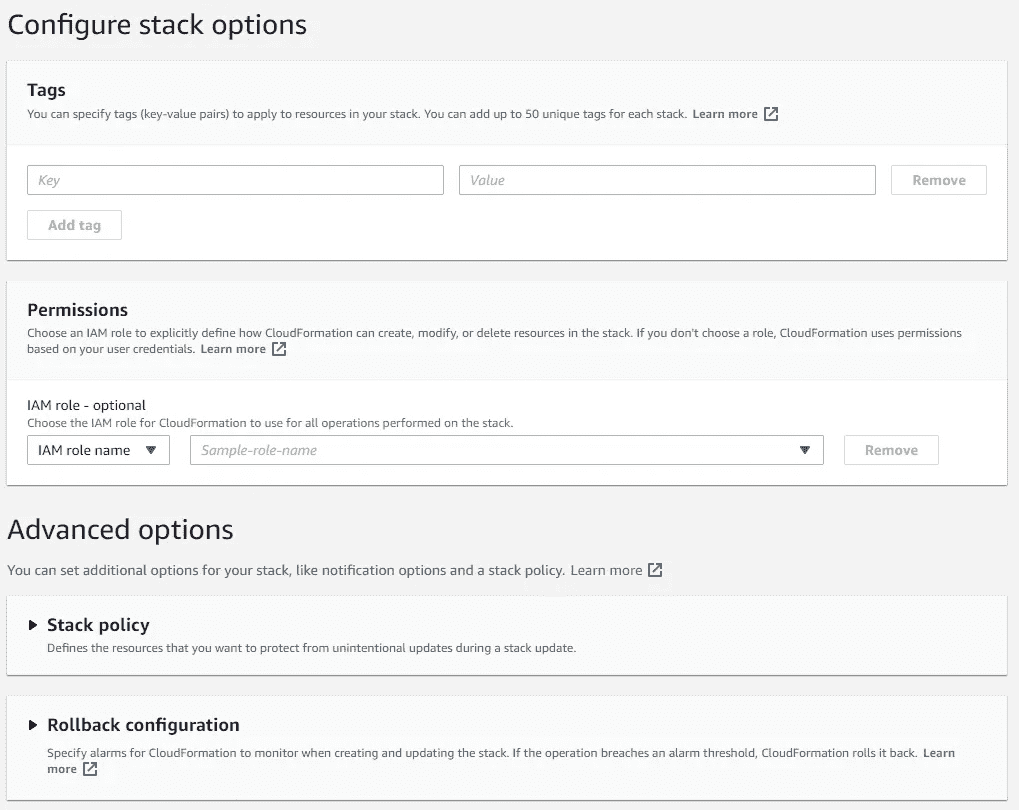 Configure stack options
Tags
You can specify tags (key-value pairs) to apply to resources in your stack. You can add up to 50 unique tags for each stack. Learn more
Key Value Remove
Add tag
Permissions
Choose an IAM role to explicitly define how CloudFormation can create, modify, or delete resources in the stack. If you don't choose a role, CloudFormation uses permissions
based on your user credentials. Learn more
IAM role - optional
Choose the IAM role for CloudFormation to use for all operations performed on the stack.
IAM role name Sample-role-name Remove
Advanced options
You can set additional options for your stack, like notification options and a stack policy. Learn more
Stack policy
Defines the resources that you want to protect from unintentional updates during a stack update.
Rollback configuration
Specify alarms for CloudFormation to monitor when creating and updating the stack. If the operation breaches an alarm threshold, CloudFormation rolls it back. Learn
more